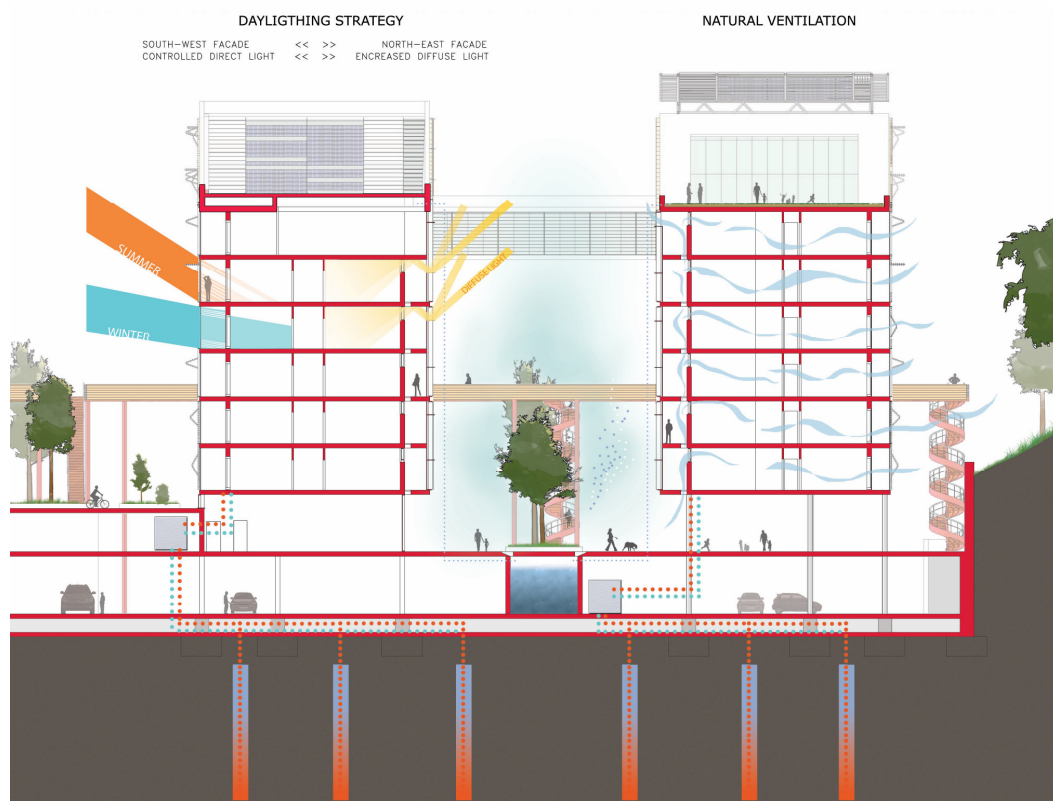 DAYLIGTHING STRATEGY
NATURAL VENTILATION
SOUTH-WEST FACADE << >> NORTH-EAST FACADE
CONTROLLED DIRECT LIGHT << >> ENCREASED DIFFUSE LIGHT
SUMMER
DIFFUSE LIGHT
WINTER